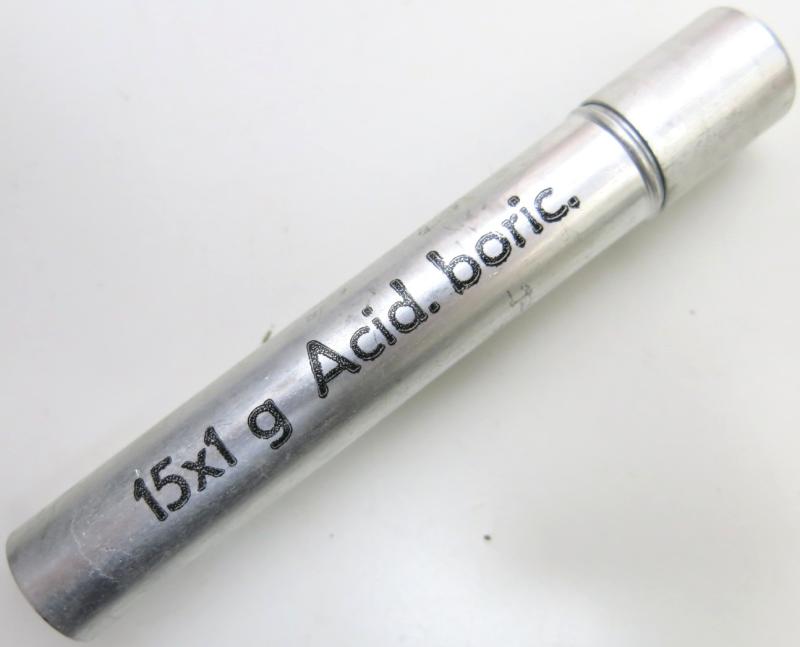 15x1 g Acid. boric.